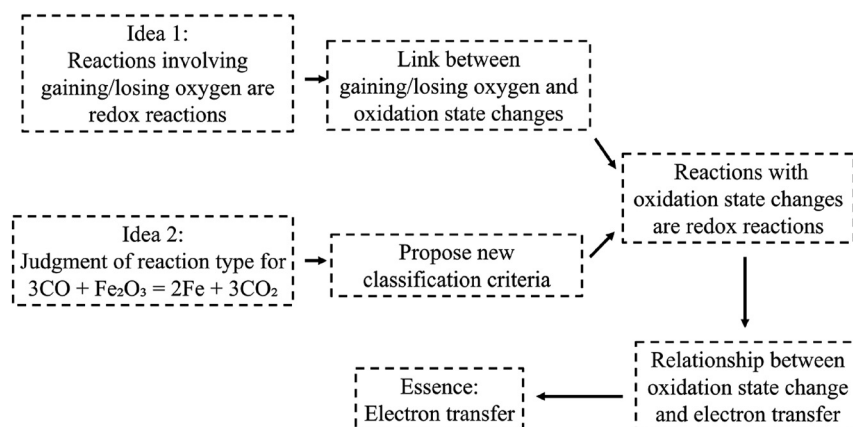 Idea 1:
Reactions involving
gaining/losing oxygen are
redox reactions
Link between
gaining/losing oxygen and
oxidation state changes
Reactions with
oxidation state changes
are redox reactions
Idea 2:
Judgment of reaction type for
3CO + Fe₂O₃ = 2Fe + 3CO₂
Propose new
classification criteria
Relationship between
oxidation state change
and electron transfer
Essence:
Electron transfer